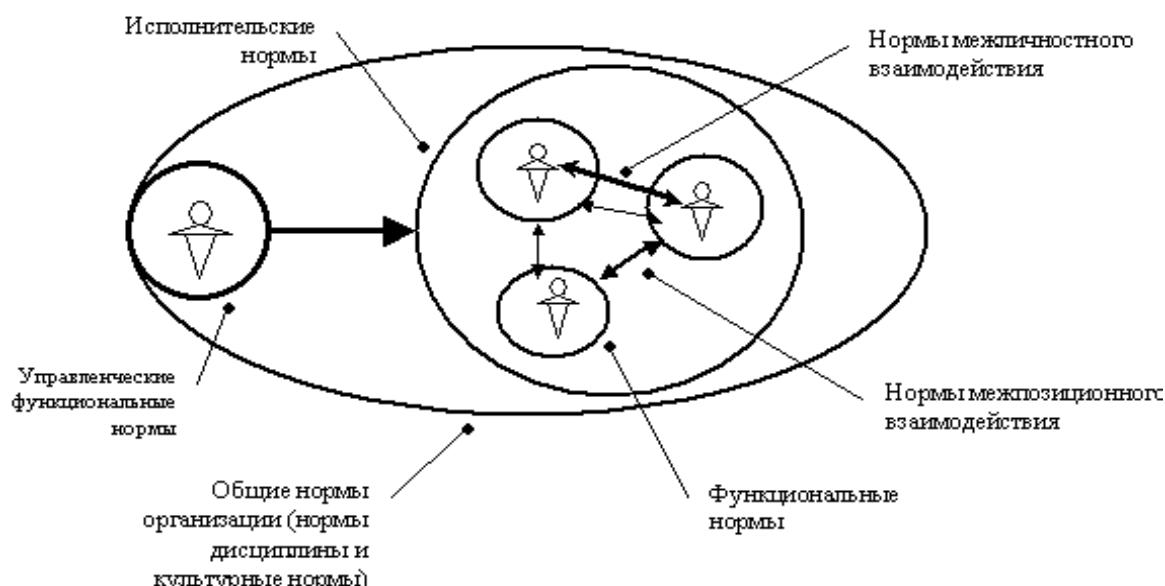 Исполнительские
нормы
Нормы межличностного
взаимодействия
Управленческие
функциональные
нормы
Нормы межпозиционного
взаимодействия
Общие нормы
организации (нормы
дисциплины и
культурные нормы)
Функциональные
нормы